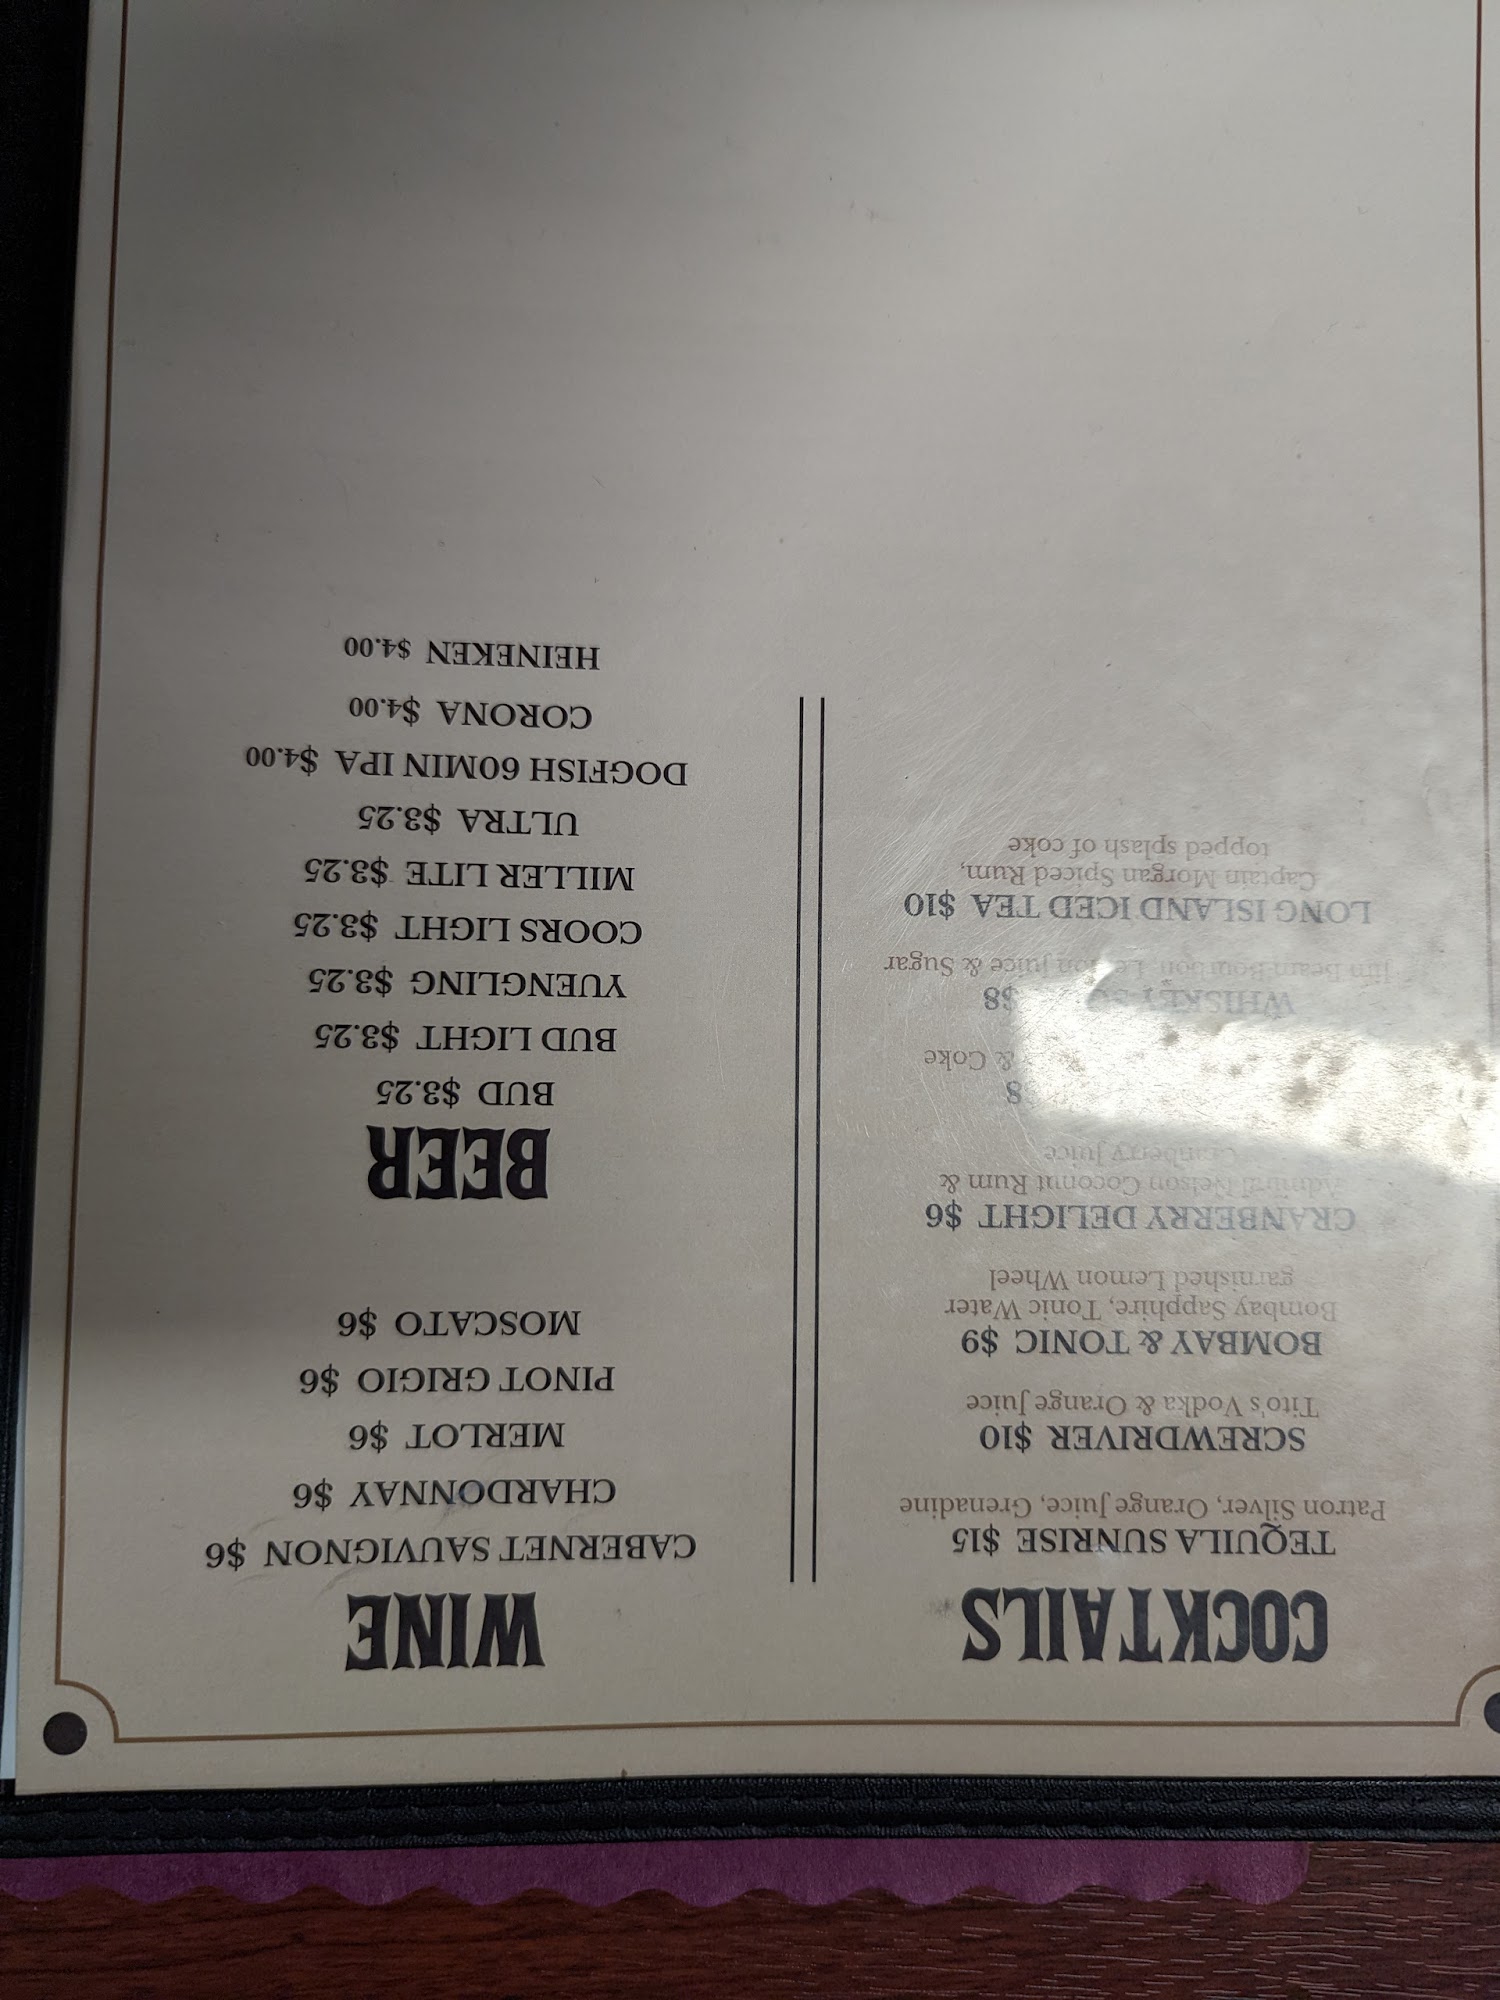 COCKTAILS
TEQUILA SUNRISE $15
Patron Silver, Orange Juice, Grenadine
SCREWDRIVER $10
Tito's Vodka & Orange Juice
BOMBAY & TONIC $9
Bombay Sapphire, Tonic Water
garnished Lemon Wheel
CRANBERRY DELIGHT $6
Admiral Nelson Coconut Rum &
Cranberry Juice
8
& Coke
WHISKEY $8
Jim Beam Bourbon, Lemon juice & Sugar
LONG ISLAND ICED TEA $10
Captain Morgan Spiced Rum,
topped splash of coke
WINE
CABERNET SAUVIGNON $6
CHARDONNAY $6
MERLOT $6
PINOT GRIGIO $6
MOSCATO $6
BEER
BUD $3.25
BUD LIGHT $3.25
YUENGLING $3.25
COORS LIGHT $3.25
MILLER LITE $3.25
ULTRA $3.25
DOGFISH 60MIN IPA $4.00
CORONA $4.00
HEINEKEN $4.00